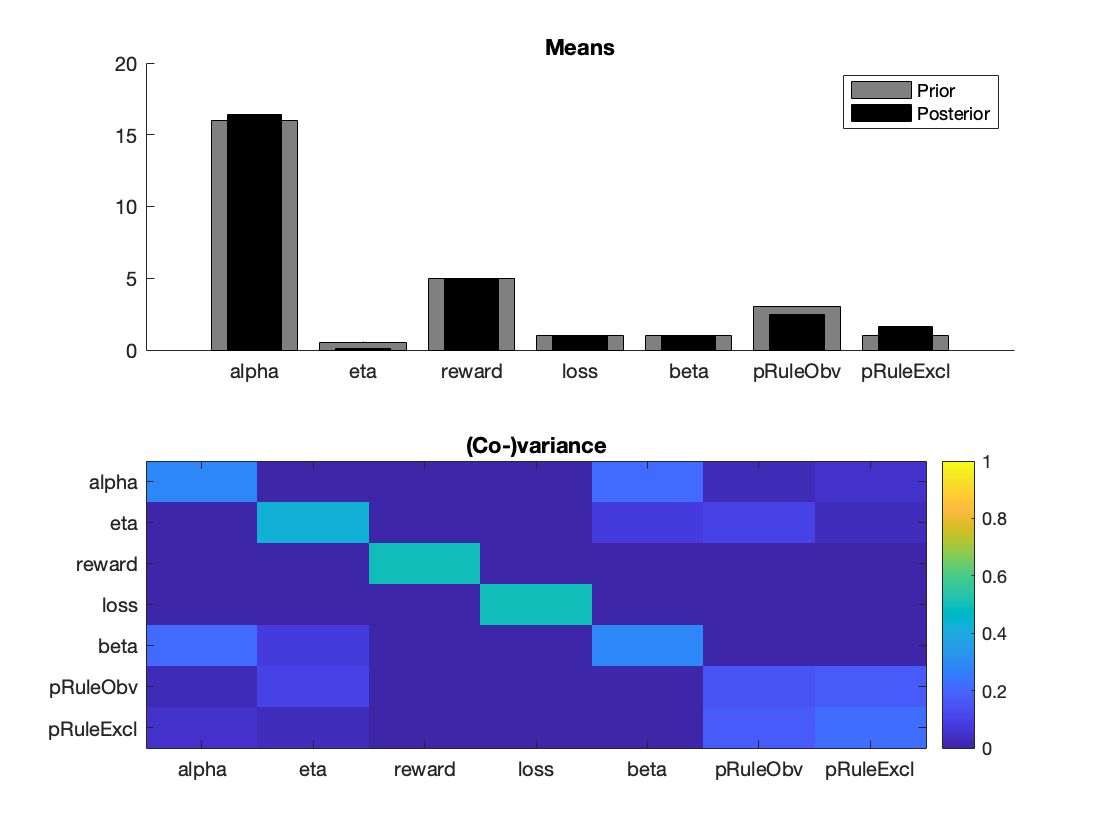 Means
20
15
10
5
0
Prior
Posterior
alpha eta reward loss beta pRuleObv pRuleExcl
(Co-)variance
alpha
eta
reward
loss
beta
pRuleObv
pRuleExcl
alpha eta reward loss beta pRuleObv pRuleExcl
1
0.8
0.6
0.4
0.2
0